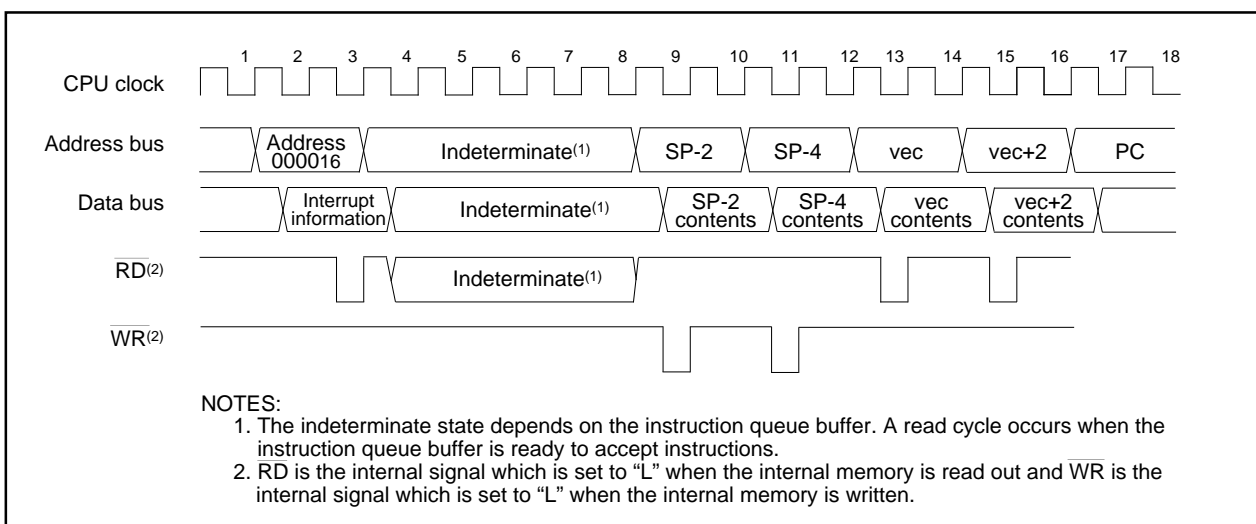 1 2 3 4 5 6 7 8 9 10 11 12 13 14 15 16 17 18
CPU clock
Address bus
Address
000016
Indeterminate(1)
SP-2
SP-4
vec
vec+2
PC
Data bus
Interrupt
information
Indeterminate(1)
SP-2
contents
SP-4
contents
vec
contents
vec+2
contents
RD(2)
Indeterminate(1)
WR(2)
NOTES:
1. The indeterminate state depends on the instruction queue buffer. A read cycle occurs when the
instruction queue buffer is ready to accept instructions.
2. RD is the internal signal which is set to “L” when the internal memory is read out and WR is the
internal signal which is set to “L” when the internal memory is written.